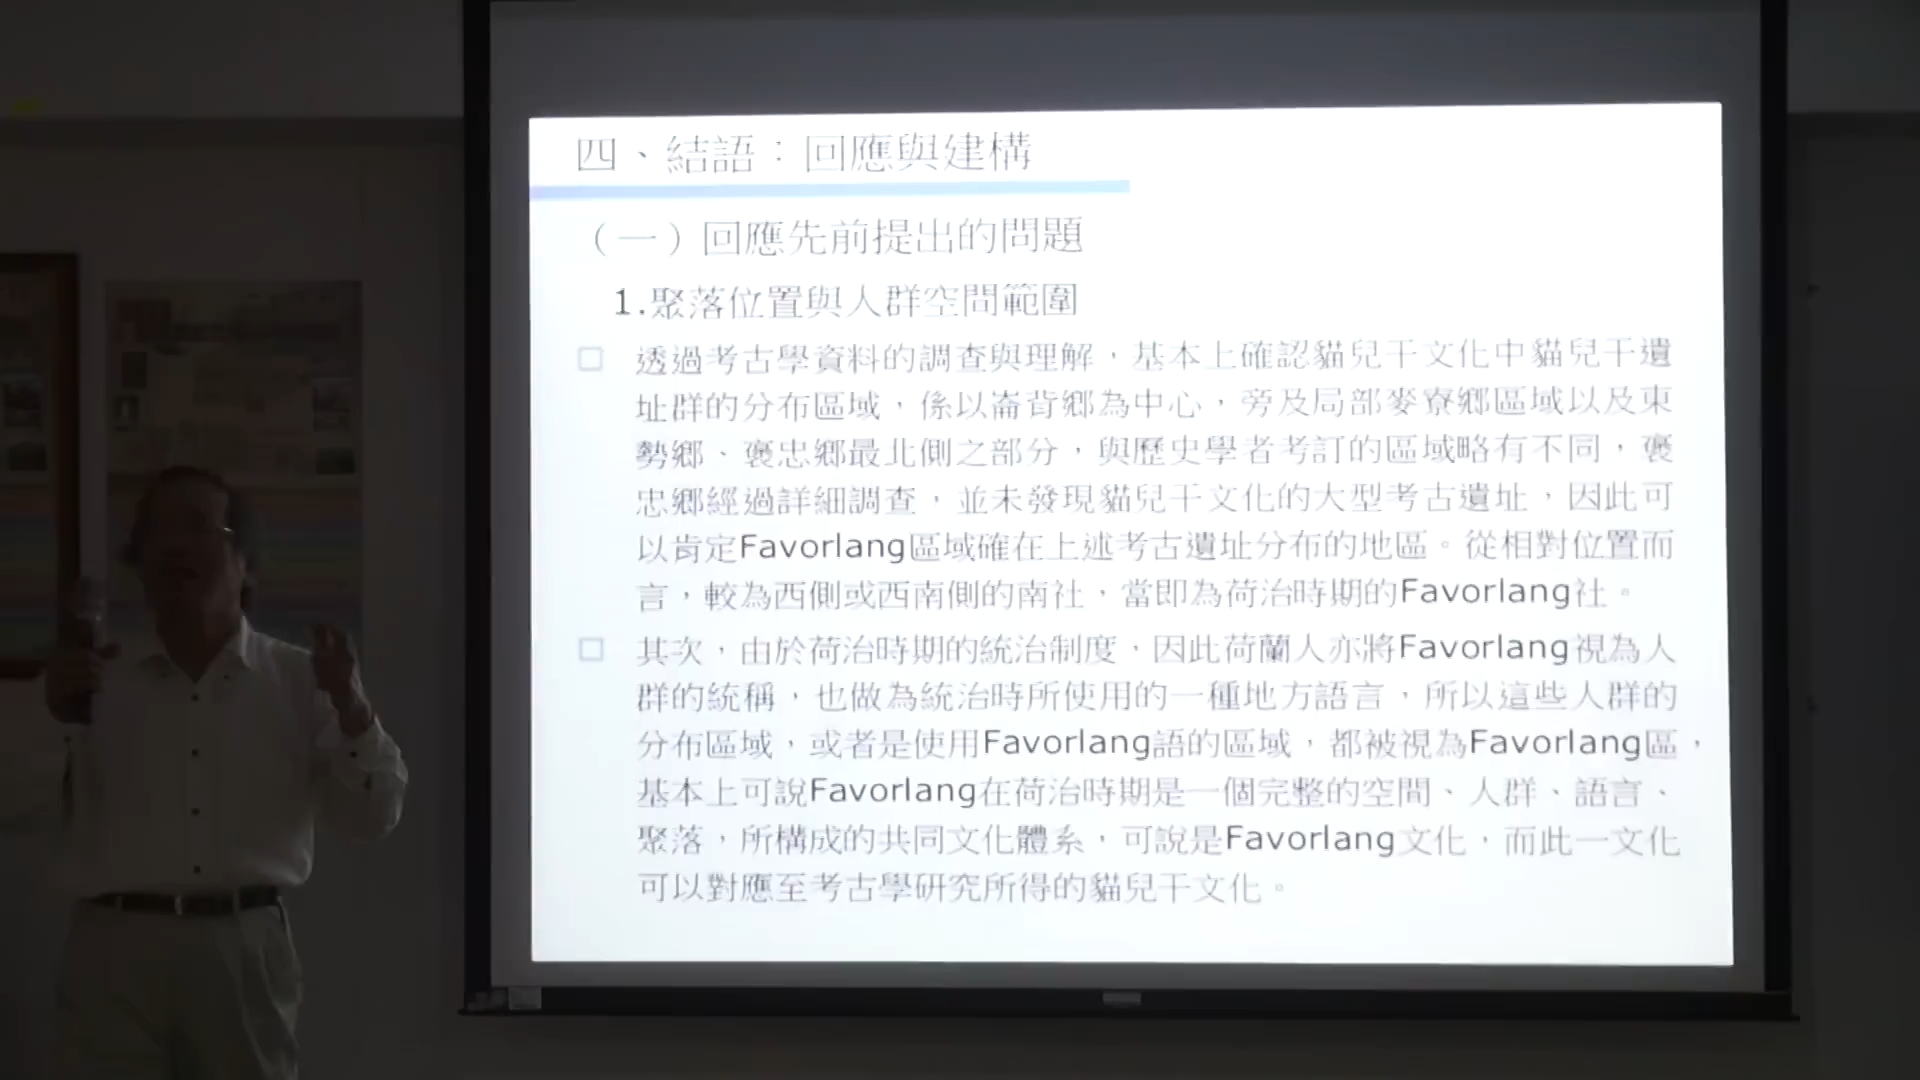 四、結語：回應與建構
（一）回應先前提出的問題
1.聚落位置與人群空間範圍
□ 透過考古學資料的調查與理解，基本上確認貓兒干文化中貓兒干遺
址群的分布區域，係以崙背鄉為中心，旁及局部麥寮鄉區域以及東
勢鄉、褒忠鄉最北側之部分，與歷史學者考訂的區域略有不同，褒
忠鄉經過詳細調查，並未發現貓兒干文化的大型考古遺址，因此可
以肯定Favorlang區域確在上述考古遺址分布的地區。從相對位置而
言，較為西側或西南側的南社，當即為荷治時期的Favorlang社。
□ 其次，由於荷治時期的統治制度，因此荷蘭人亦將Favorlang視為人
群的統稱，也做為統治時所使用的一種地方語言，所以這些人群的
分布區域，或者是使用Favorlang語的區域，都被視為Favorlang區，
基本上可說Favorlang在荷治時期是一個完整的空間、人群、語言、
聚落，所構成的共同文化體系，可說是Favorlang文化，而此一文化
可以對應至考古學研究所得的貓兒干文化。